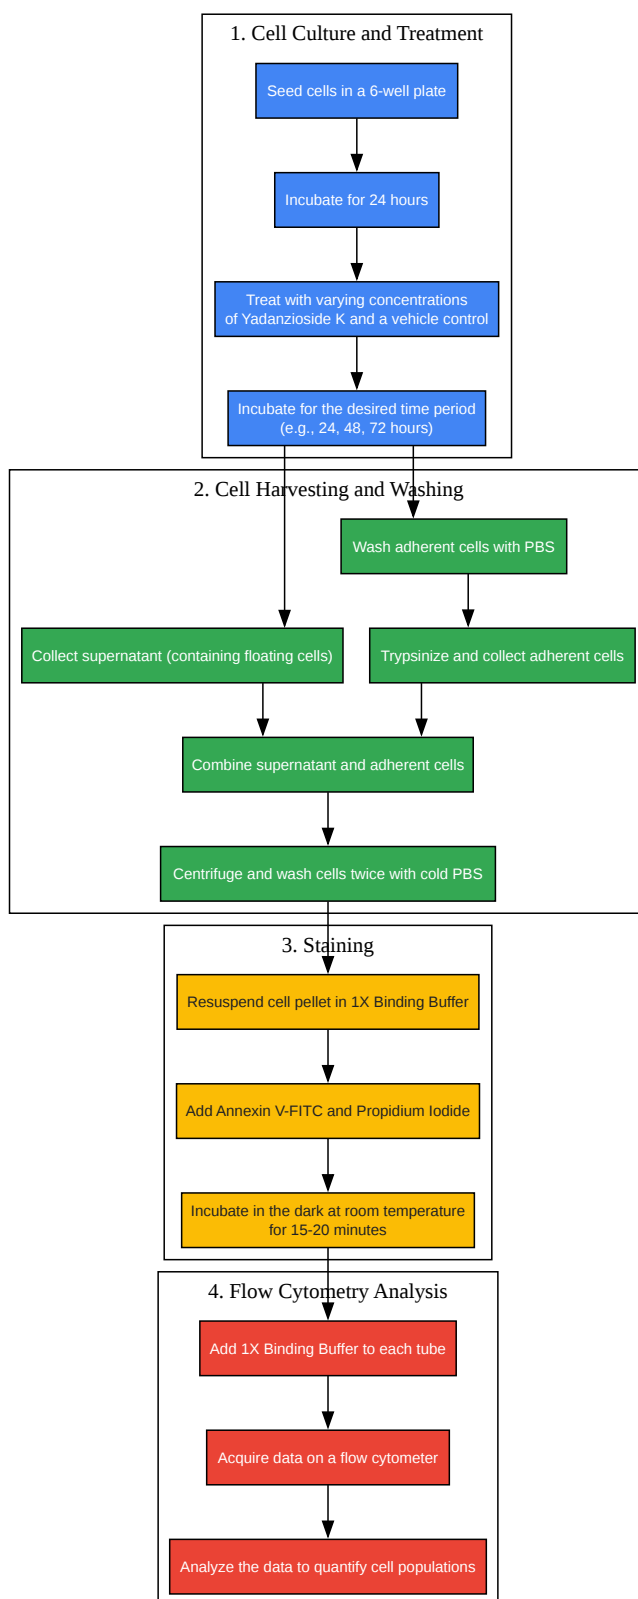 1. Cell Culture and Treatment
Seed cells in a 6-well plate
Incubate for 24 hours
Treat with varying concentrations
of Yadanzioside K and a vehicle control
Incubate for the desired time period
(e.g., 24, 48, 72 hours)
2. Cell Harvesting and Washing
Wash adherent cells with PBS
Collect supernatant (containing floating cells)
Trypsinize and collect adherent cells
Combine supernatant and adherent cells
Centrifuge and wash cells twice with cold PBS
3. Staining
Resuspend cell pellet in 1X Binding Buffer
Add Annexin V-FITC and Propidium Iodide
Incubate in the dark at room temperature
for 15-20 minutes
4. Flow Cytometry Analysis
Add 1X Binding Buffer to each tube
Acquire data on a flow cytometer
Analyze the data to quantify cell populations